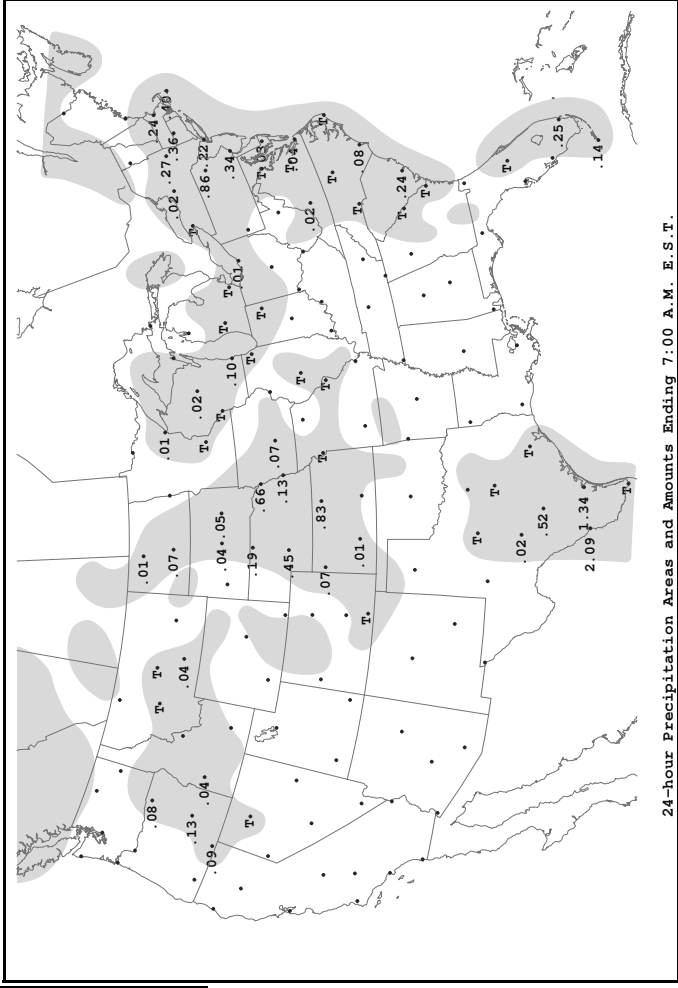 .08 T T .01 .01 .24
.40
.27 .36
.07 .02
.04
.13 T
.02 .22
.04 T .86
.09
.04 .05 T T T .34
.10 .01
T T
.19 .66 T T .03
.07
.13
.45 T .04
T
.02
.83 T T
.07 T T
T .08
.01
T
.24
T
T
T
T T
.02 T
.52 .25
2.09 1.34
.14
T
24-hour Precipitation Areas and Amounts Ending 7:00 A.M. E.S.T.